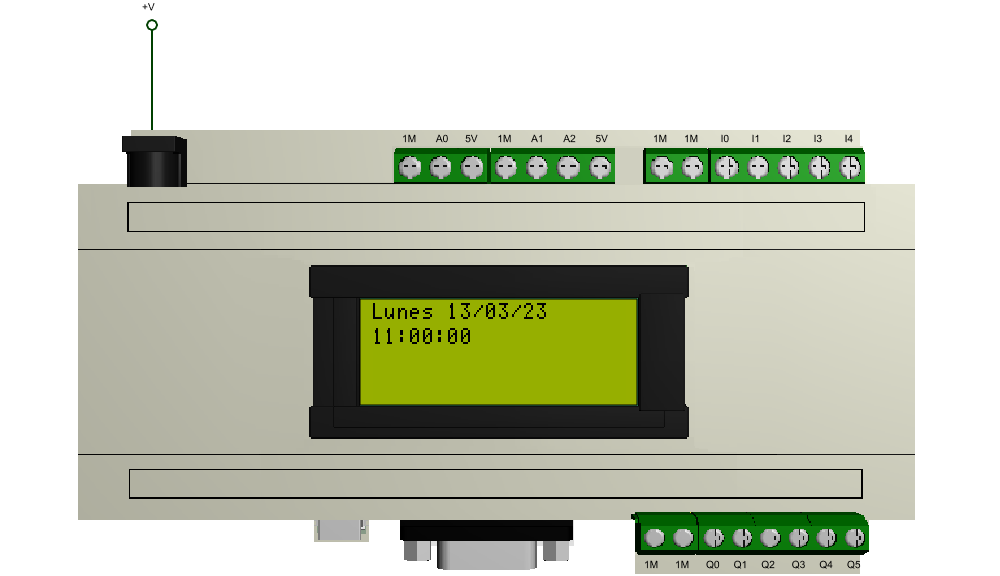 +V
1M A0 5V 1M A1 A2 5V 1M 1M I0 I1 I2 I3 I4
Lunes 13/03/23
11:00:00
1M 1M Q0 Q1 Q2 Q3 Q4 Q5